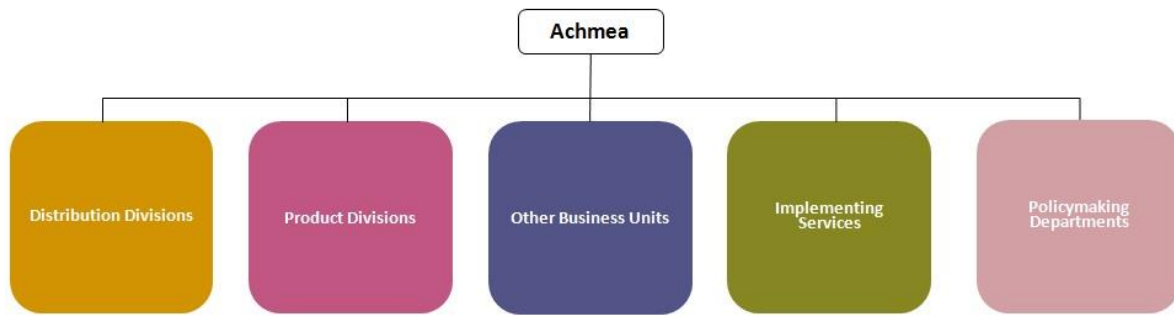 Achmea
Distribution Divisions
Product Divisions
Other Business Units
Implementing
Services
Policymaking
Departments